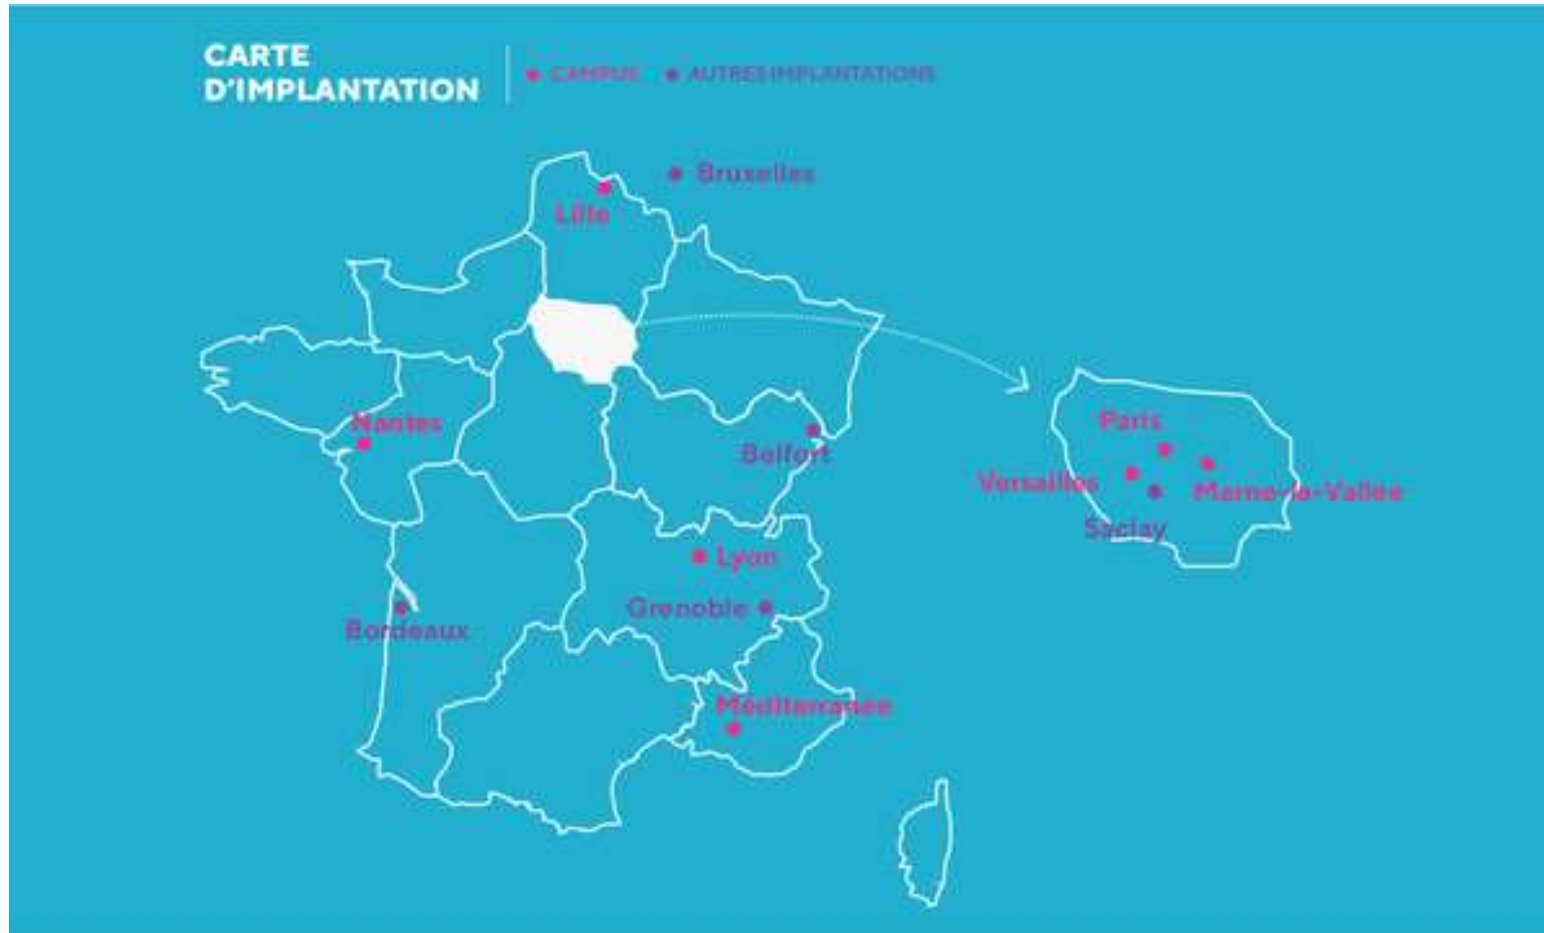 CARTE
D'IMPLANTATION
CAMPUS
AUTRES IMPLANTATIONS
Bruxelles
Lille
Nantes
Belfort
Paris
Versailles
Marne-la-Vallée
Saclay
Lyon
Grenoble
Bordeaux
Méditerranée